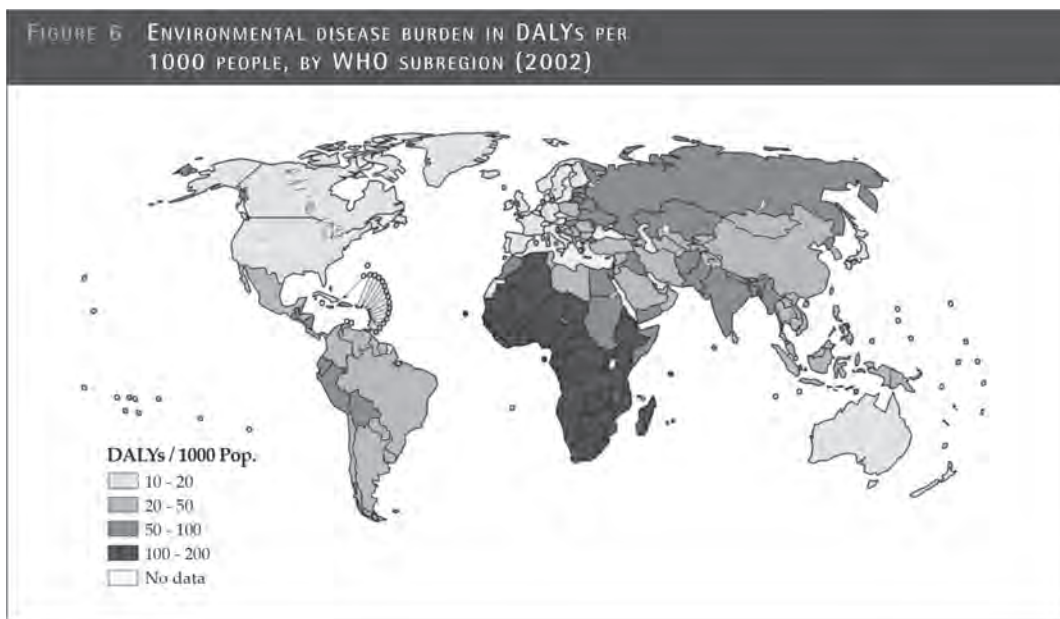 FIGURE 6 ENVIRONMENTAL DISEASE BURDEN IN DALYS PER
1000 PEOPLE, BY WHO SUBREGION (2002)
DALYs / 1000 Pop.
10 - 20
20 - 50
50 - 100
100 - 200
No data